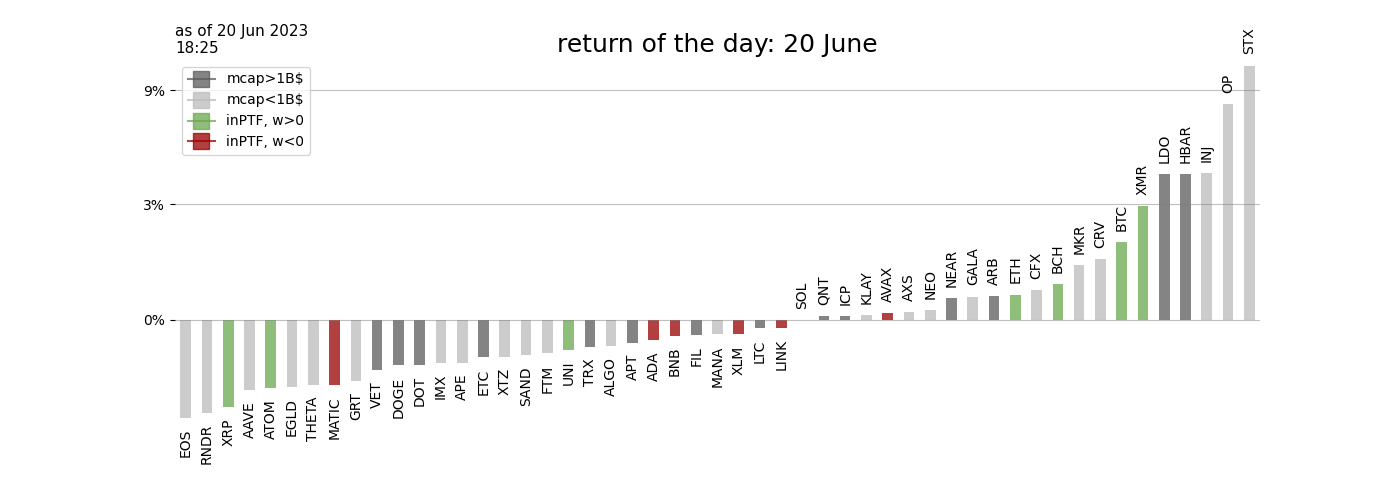 as of 20 Jun 2023
18:25
return of the day: 20 June
mcap>1B$
mcap<1B$
inPTF, w>0
inPTF, w<0
9%
3%
0%
EOS
RNDR
XRP
AAVE
ATOM
EGLD
THETA
MATIC
GRT
VET
DOGE
DOT
IMX
APE
ETC
XTZ
SAND
FTM
UNI
TRX
ALGO
APT
ADA
BNB
FIL
MANA
XLM
LTC
LINK
SOL
QNT
ICP
KLAY
AVAX
AXS
NEO
NEAR
GALA
ARB
ETH
CFX
BCH
MKR
CRV
BTC
XMR
LDO
HBAR
INJ
OP
STX